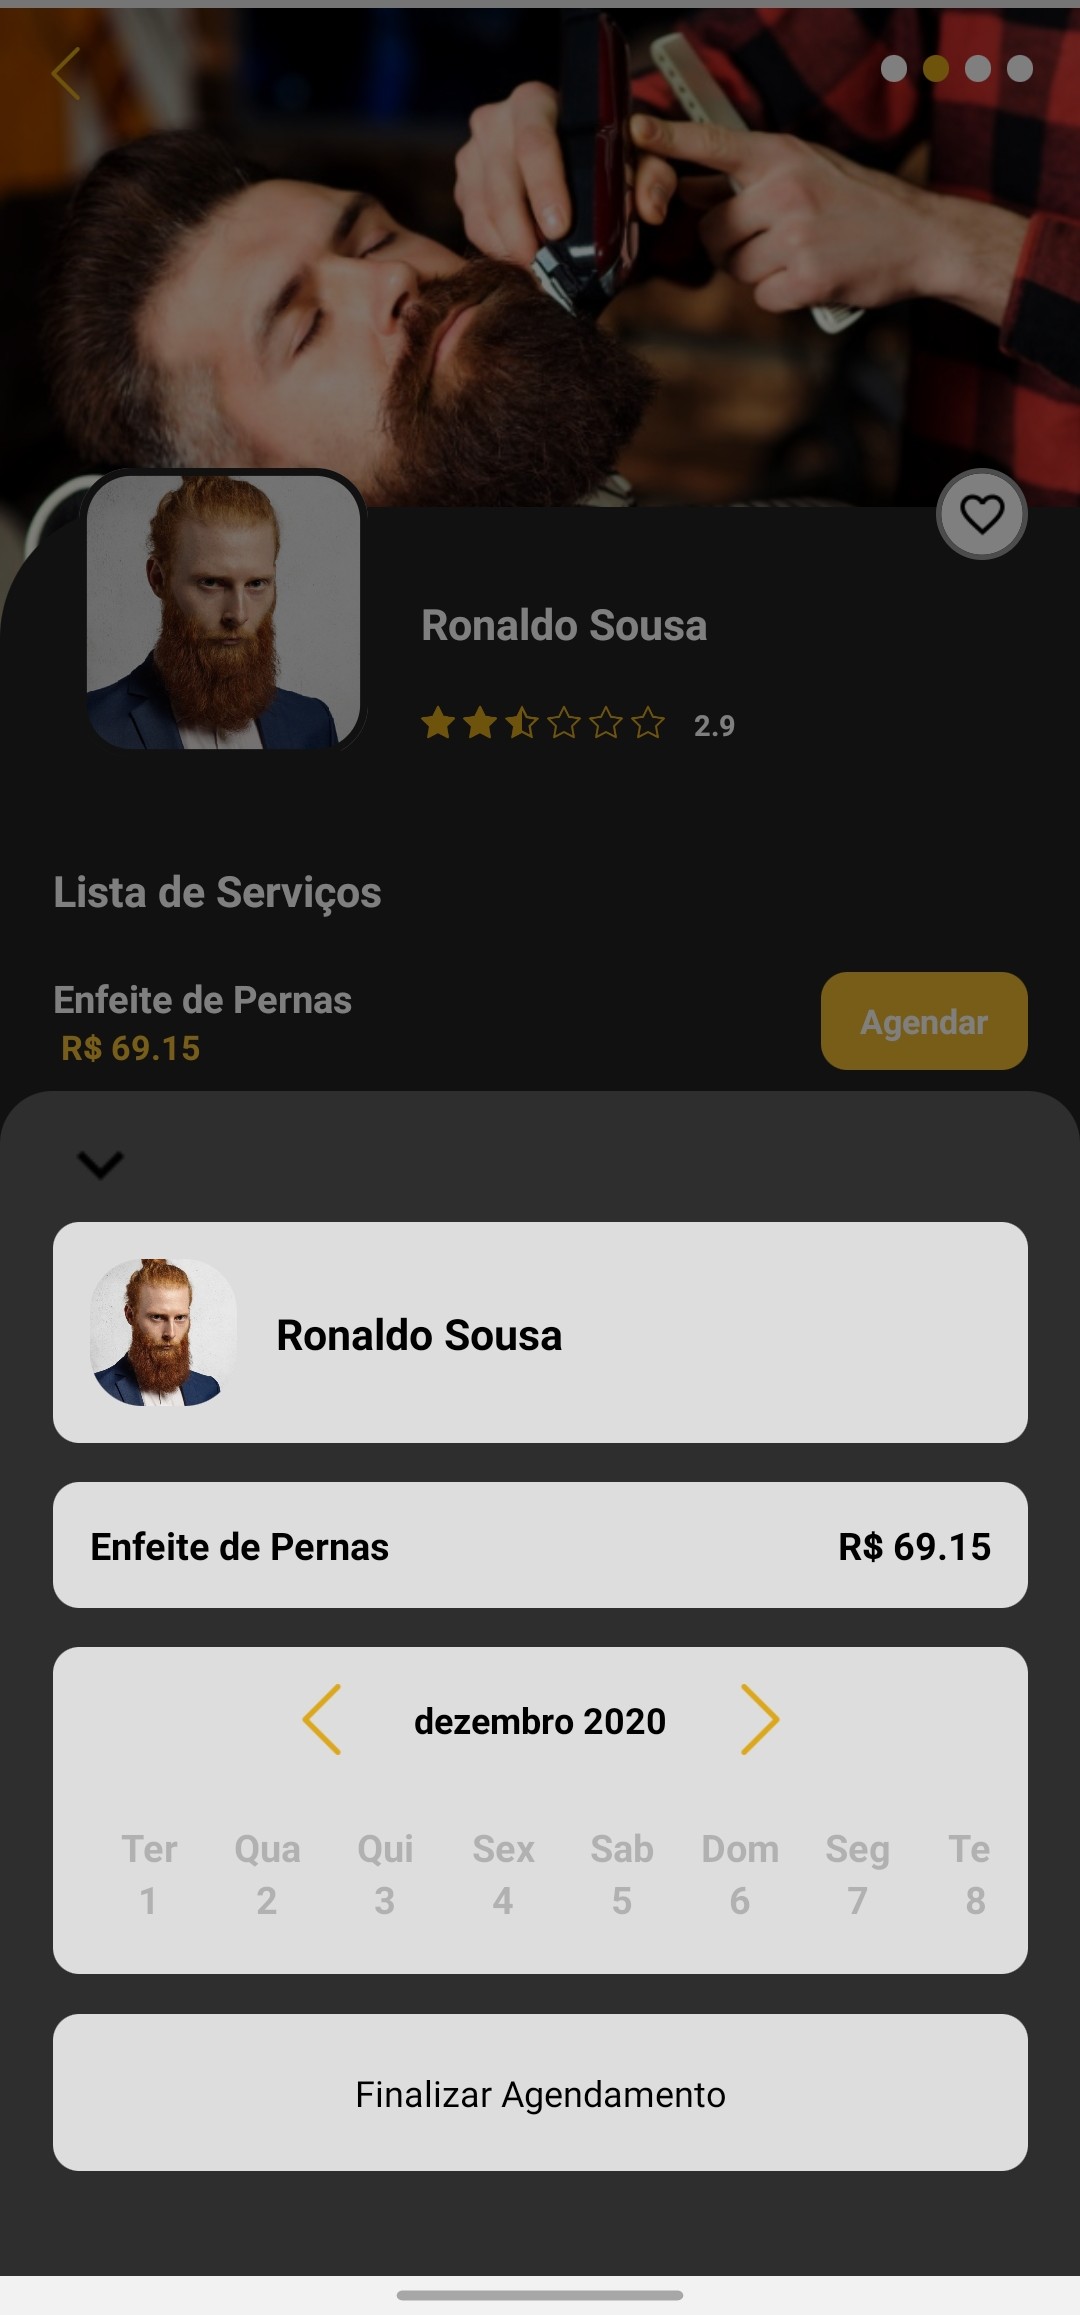 Ronaldo Sousa
2.9
Lista de Serviços
Enfeite de Pernas
R$ 69.15
Agendar
Ronaldo Sousa
Enfeite de Pernas R$ 69.15
dezembro 2020
Ter Qua Qui Sex Sab Dom Seg Te
1 2 3 4 5 6 7 8
Finalizar Agendamento